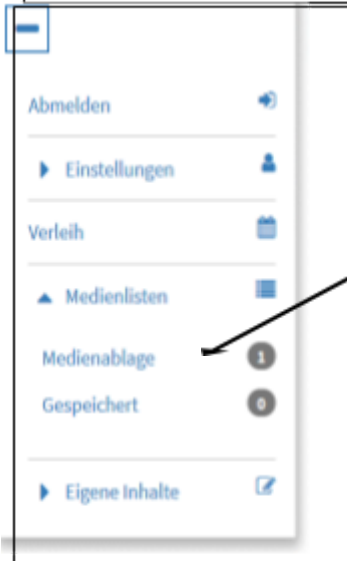 Abmelden
Einstellungen
Verleih
Medienlisten
Medienablage 1
Gespeichert 0
Eigene Inhalte